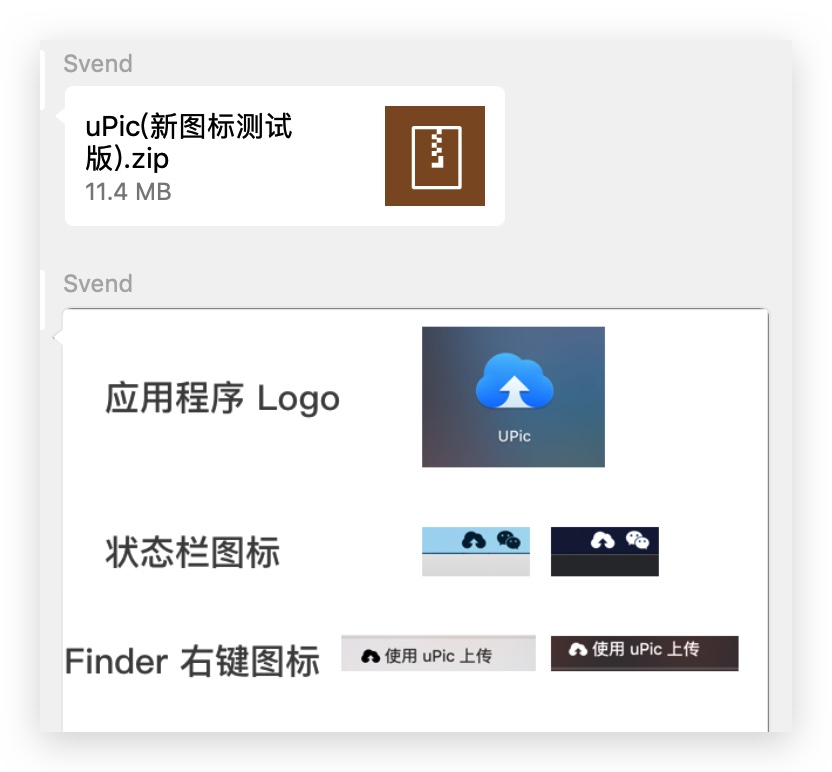 Svend
uPic(新图标测试
版).zip
11.4 MB
Svend
应用程序 Logo
UPic
状态栏图标
Finder 右键图标
使用 uPic 上传
使用 uPic 上传